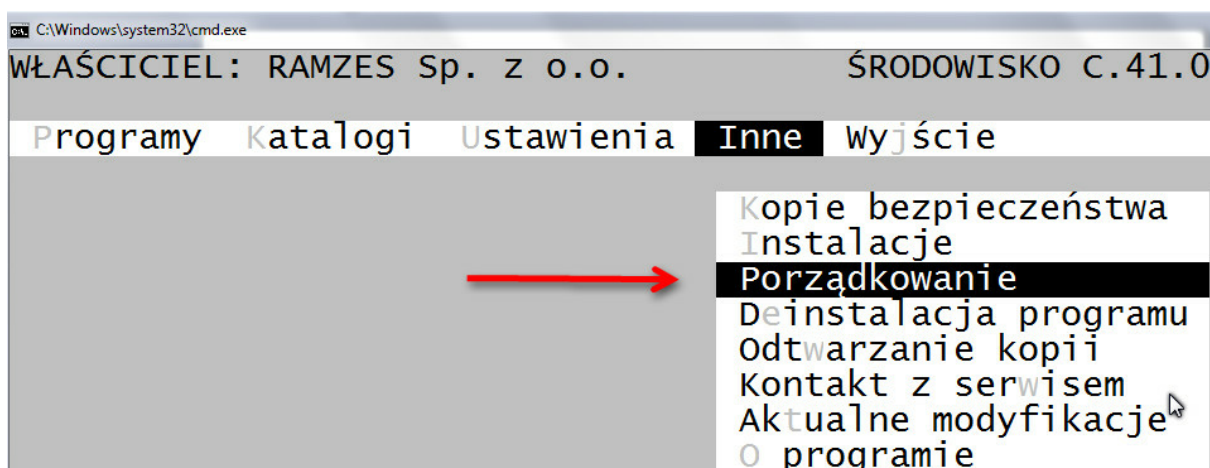 C:\Windows\system32\cmd.exe
WŁAŚCICIEL: RAMZES Sp. z o.o. ŚRODOWISKO C.41.0
Programy Katalogi Ustawienia Inne Wyjście
Kopie bezpieczeństwa
Instalacje
Porządkowanie
Deinstalacja programu
Odtwarzanie kopii
Kontakt z serwisem
Aktualne modyfikacje
O programie